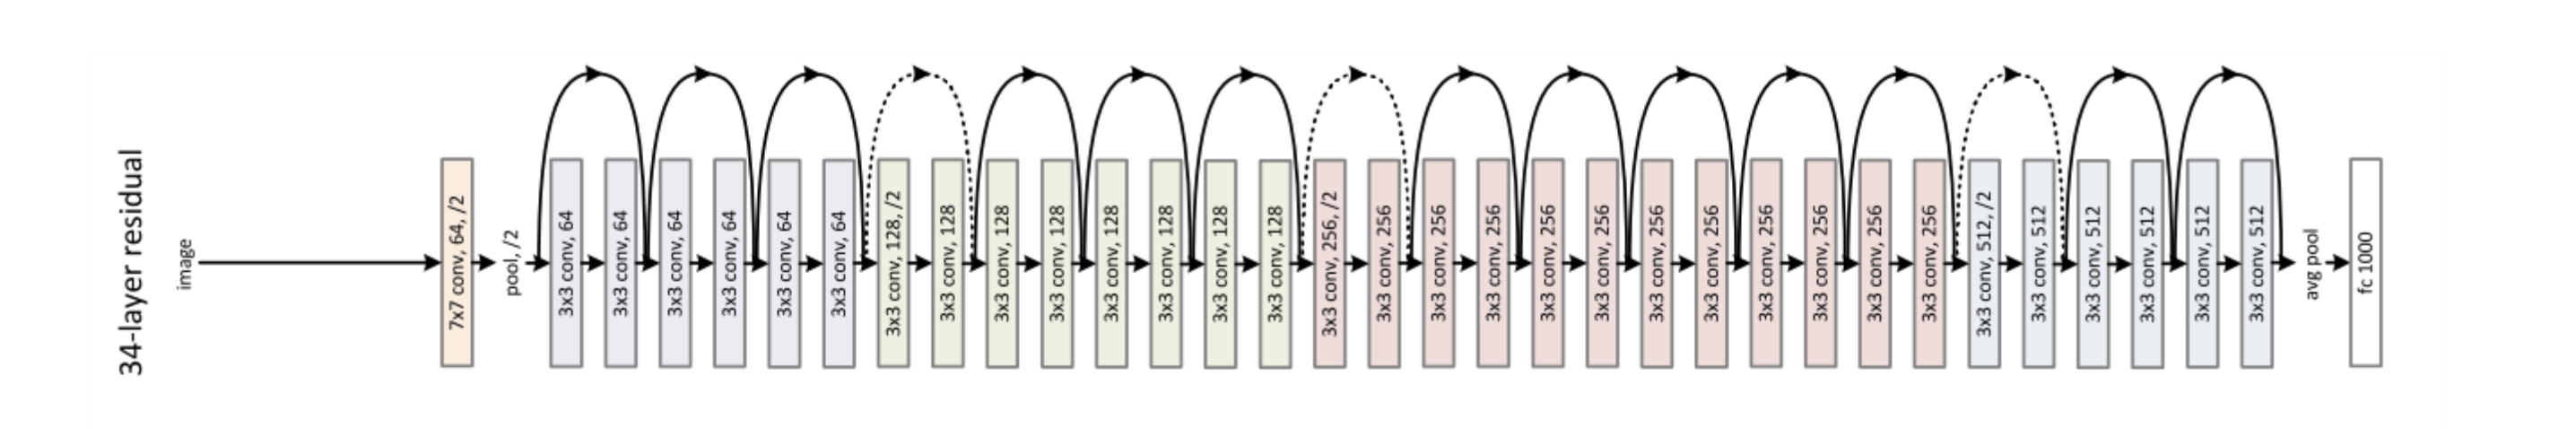 34-layer residual
image
7x7 conv, 64, /2
pool, /2
3x3 conv, 64
3x3 conv, 64
3x3 conv, 64
3x3 conv, 64
3x3 conv, 64
3x3 conv, 64
3x3 conv, 128, /2
3x3 conv, 128
3x3 conv, 128
3x3 conv, 128
3x3 conv, 128
3x3 conv, 128
3x3 conv, 128
3x3 conv, 128
3x3 conv, 256, /2
3x3 conv, 256
3x3 conv, 256
3x3 conv, 256
3x3 conv, 256
3x3 conv, 256
3x3 conv, 256
3x3 conv, 256
3x3 conv, 256
3x3 conv, 256
3x3 conv, 256
3x3 conv, 256
3x3 conv, 512, /2
3x3 conv, 512
3x3 conv, 512
3x3 conv, 512
3x3 conv, 512
3x3 conv, 512
avg pool
fc 1000